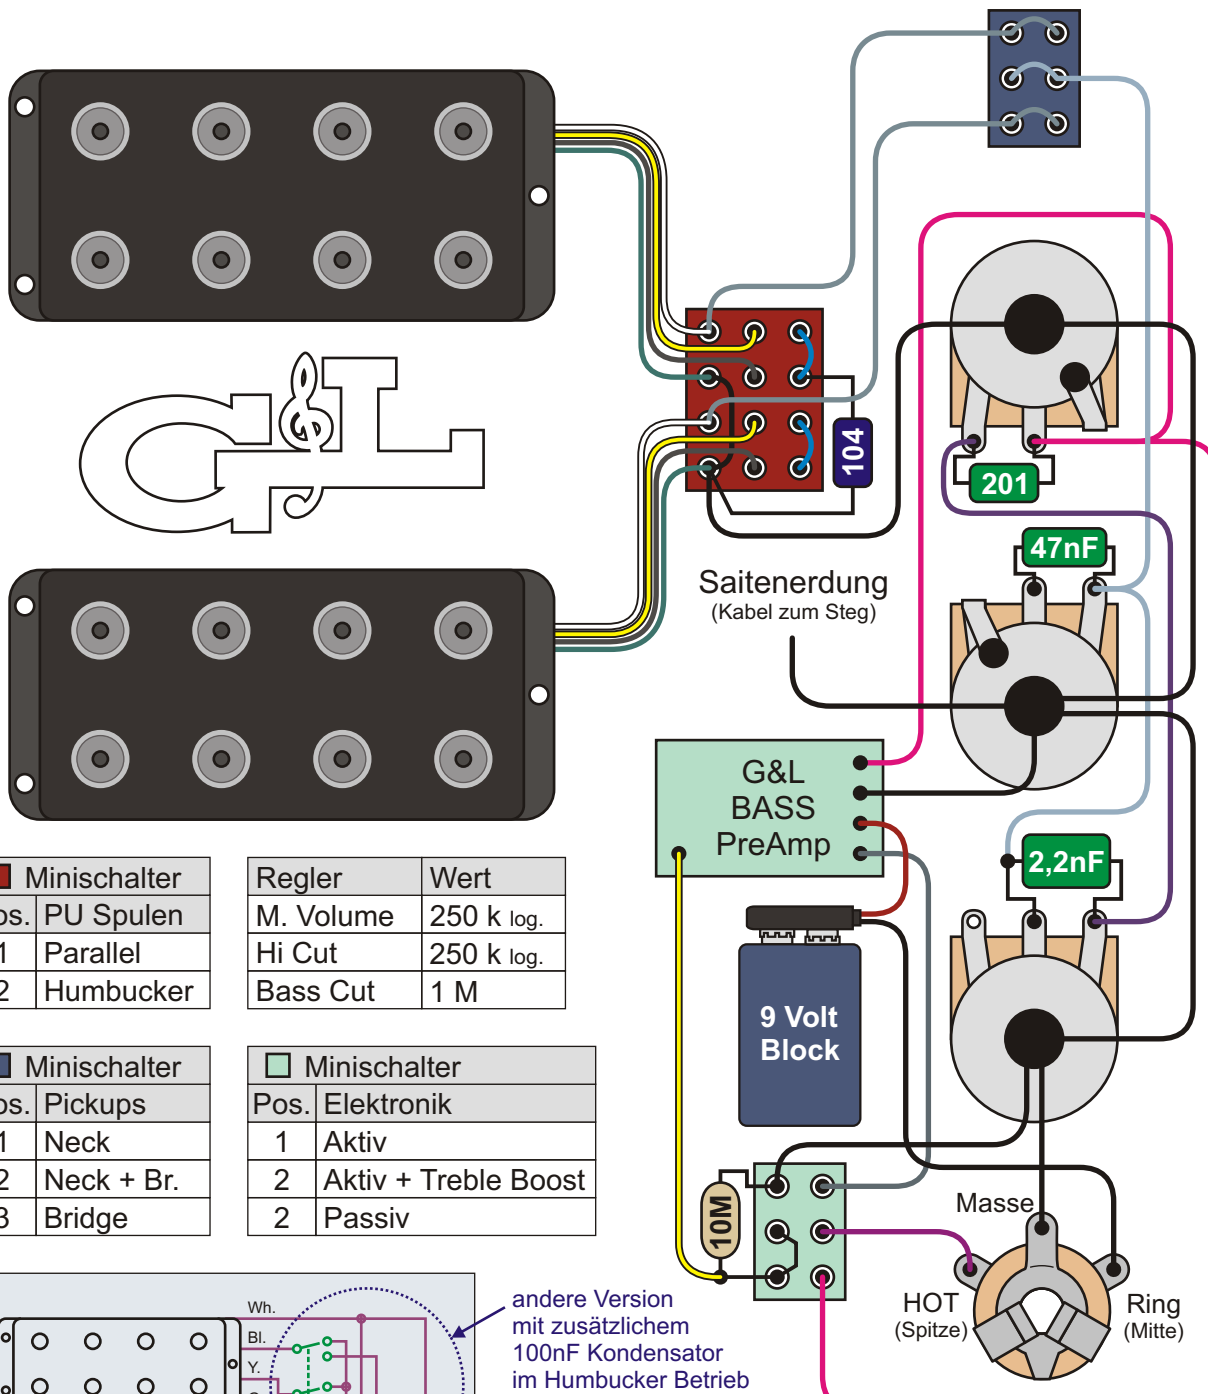 G&L
104
201
47nF
Saitenerdung
(Kabel zum Steg)
G&L
BASS
PreAmp
2,2nF
9 Volt
Block
Minischalter
os. PU Spulen
1 Parallel
2 Humbucker
Regler Wert
M. Volume 250 k log.
Hi Cut 250 k log.
Bass Cut 1 M
Minischalter
os. Pickups
1 Neck
2 Neck + Br.
3 Bridge
Minischalter
Pos. Elektronik
1 Aktiv
2 Aktiv + Treble Boost
2 Passiv
10M
Masse
HOT
(Spitze)
Ring
(Mitte)
Wh.
Bl.
Y.
andere Version
mit zusätzlichem
100nF Kondensator
im Humbucker Betrieb